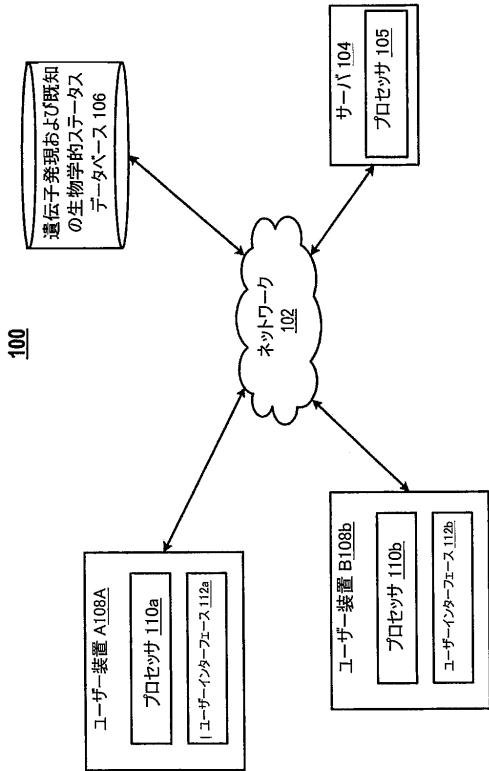 100
遺伝子発現および既知
の生物学的ステータス
データベース 106
サーバ 104
プロセッサ 105
ネットワーク
102
ユーザー装置 A108A
プロセッサ 110a
| ユーザーインターフェース 112a
ユーザー装置 B108b
プロセッサ 110b
ユーザーインターフェース 112b